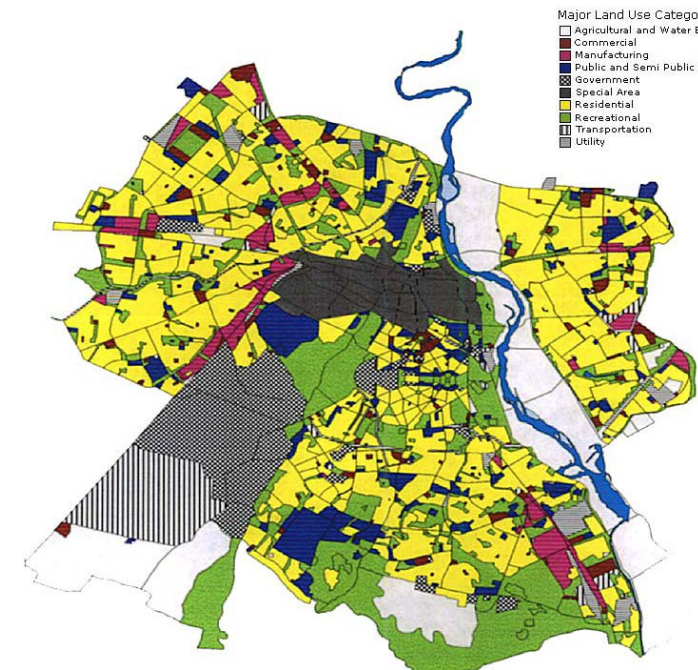 Major Land Use Catego
Agricultural and Water B
Commercial
Manufacturing
Public and Semi Public
Government
Special Area
Residential
Recreational
Transportation
Utility